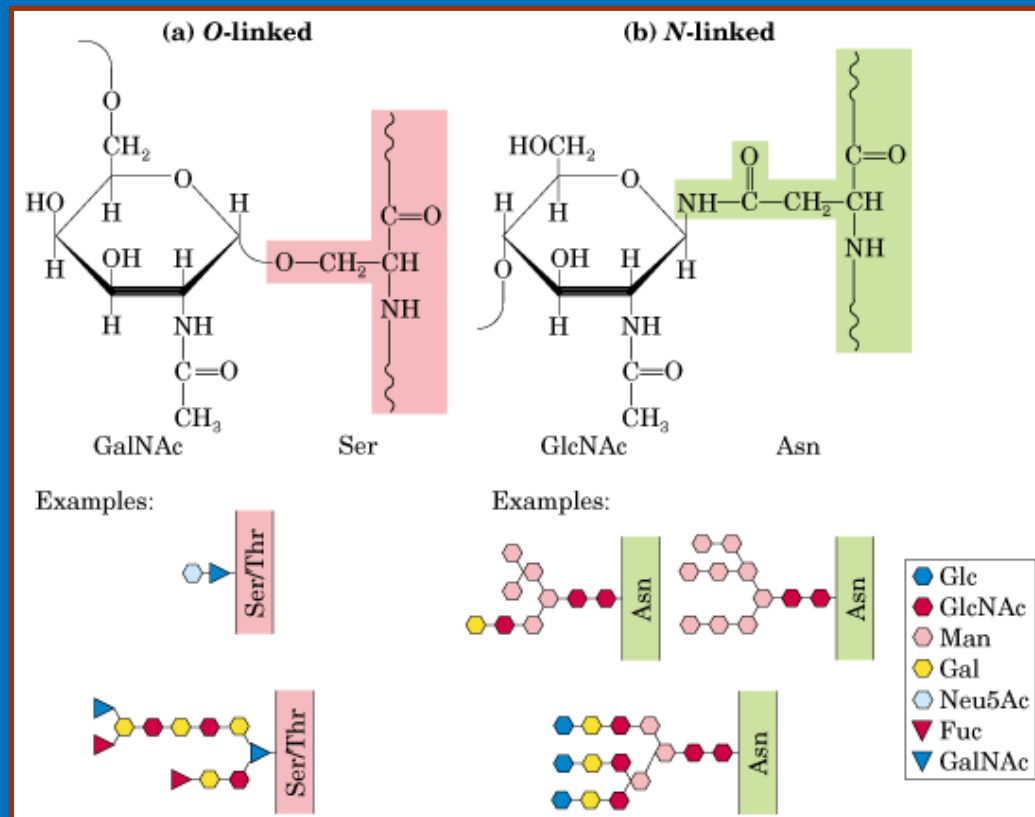 (a) O-linked
(b) N-linked
O
CH₂
O
HO
H
H
OH
H
H
NH
C=O
CH₃
O—CH₂—CH
C=O
NH
GalNAc
Ser
HOCH₂
O
H
H
O
OH
H
H
H
NH
C=O
CH₃
NH—C—CH₂—CH
O
C=O
NH
GlcNAc
Asn
Examples:
Ser/Thr
Ser/Thr
Examples:
Asn
Asn
Asn
Glc
GlcNAc
Man
Gal
Neu5Ac
Fuc
GalNAc